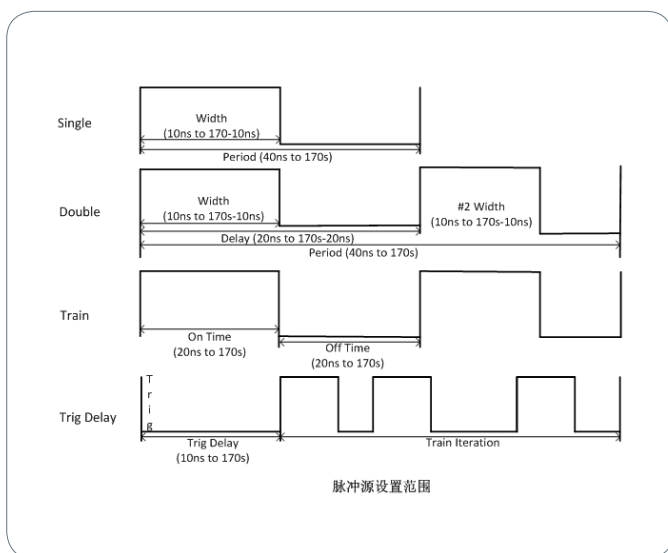 Single
Width
(10ns to 170-10ns)
Period (40ns to 170s)
Double
Width
(10ns to 170s-10ns)
#2 Width
(10ns to 170s-10ns)
Delay (20ns to 170s-20ns)
Period (40ns to 170s)
Train
On Time
(20ns to 170s)
Off Time
(20ns to 170s)
Trig Delay
Trig
Trig Delay
(10ns to 170s)
Train Iteration
脉冲源设置范围